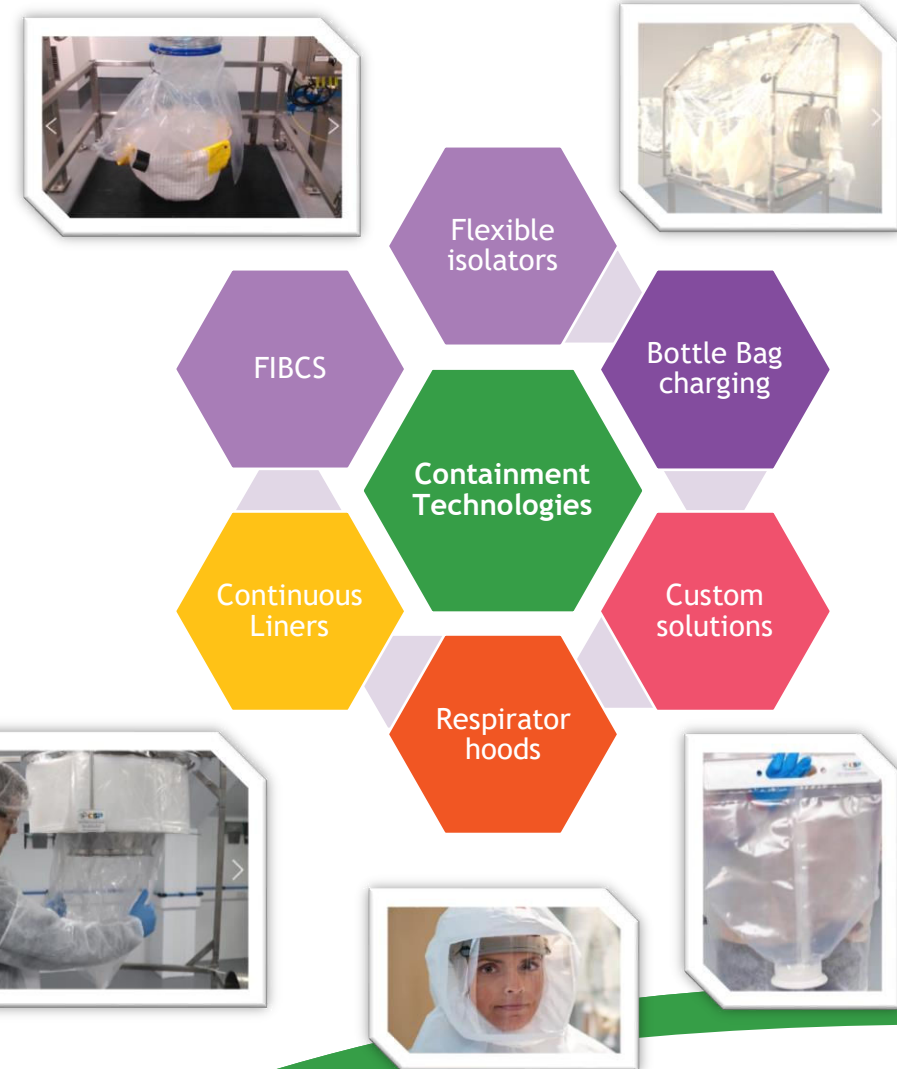 Flexible
isolators
FIBCS
Bottle Bag
charging
Containment
Technologies
Continuous
Liners
Custom
solutions
Respirator
hoods